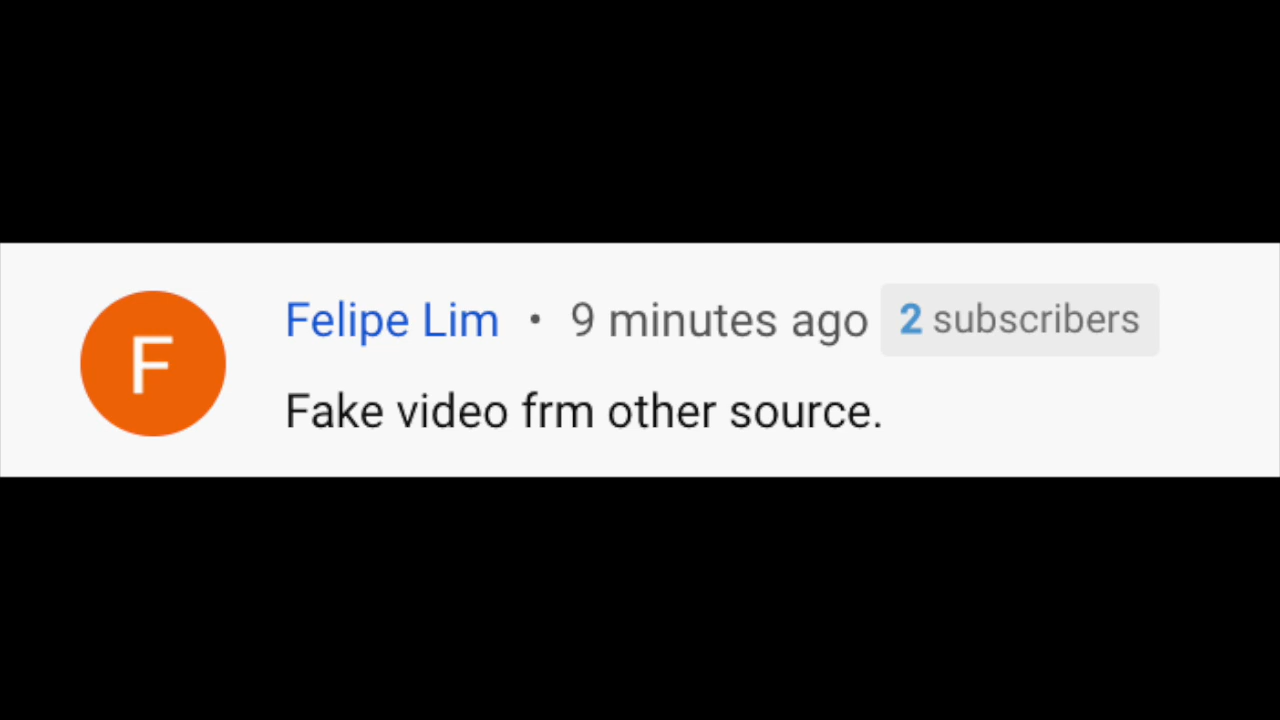 F
Felipe Lim • 9 minutes ago 2 subscribers
Fake video frm other source.